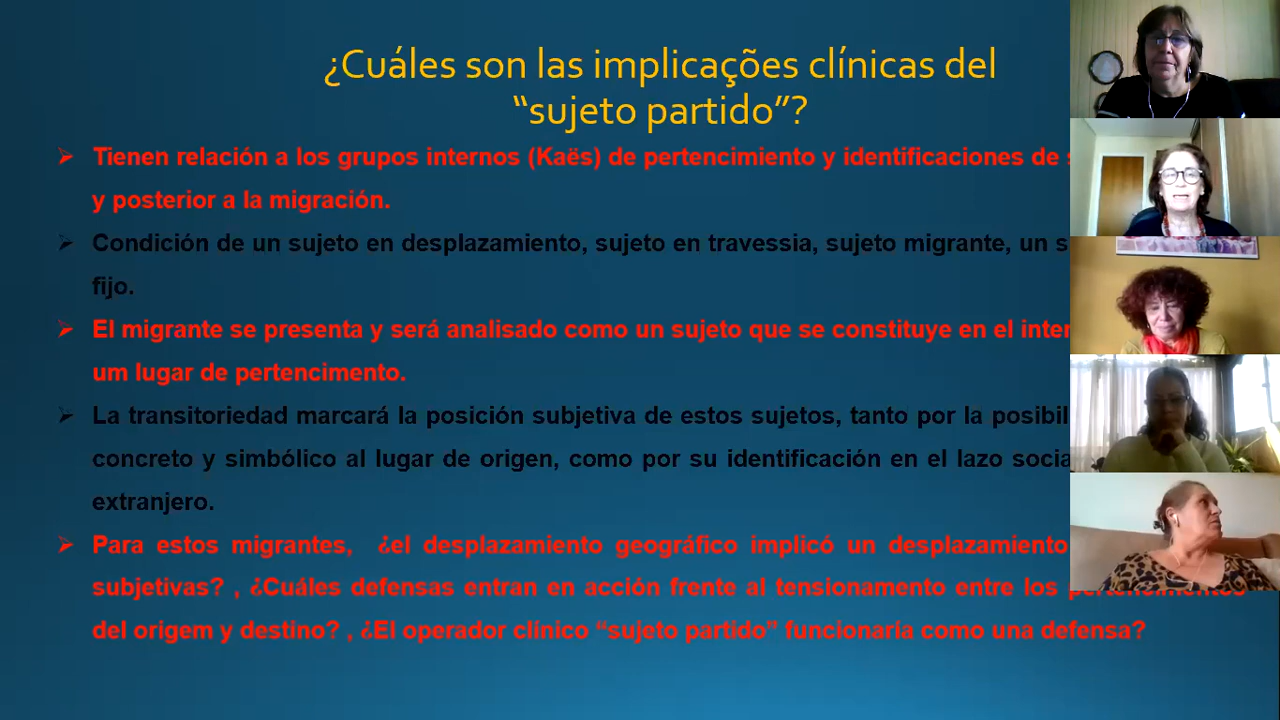 ¿Cuáles son las implicações clínicas del
“sujeto partido”?
Tienen relación a los grupos internos (Kaës) de pertencimiento y identificaciones de
y posterior a la migración.
Condición de un sujeto en desplazamiento, sujeto en travessia, sujeto migrante, un
fijo.
El migrante se presenta y será analisado como un sujeto que se constituye en el
um lugar de pertencimento.
La transitoriedad marcará la posición subjetiva de estos sujetos, tanto por la
concreto y simbólico al lugar de origen, como por su identificación en el lazo
extranjero.
Para estos migrantes, ¿el desplazamiento geográfico implicó un desplazamiento
subjetivas? , ¿Cuáles defensas entran en acción frente al tensionamento entre los
del origem y destino? , ¿El operador clínico “sujeto partido” funcionaría como una defensa?